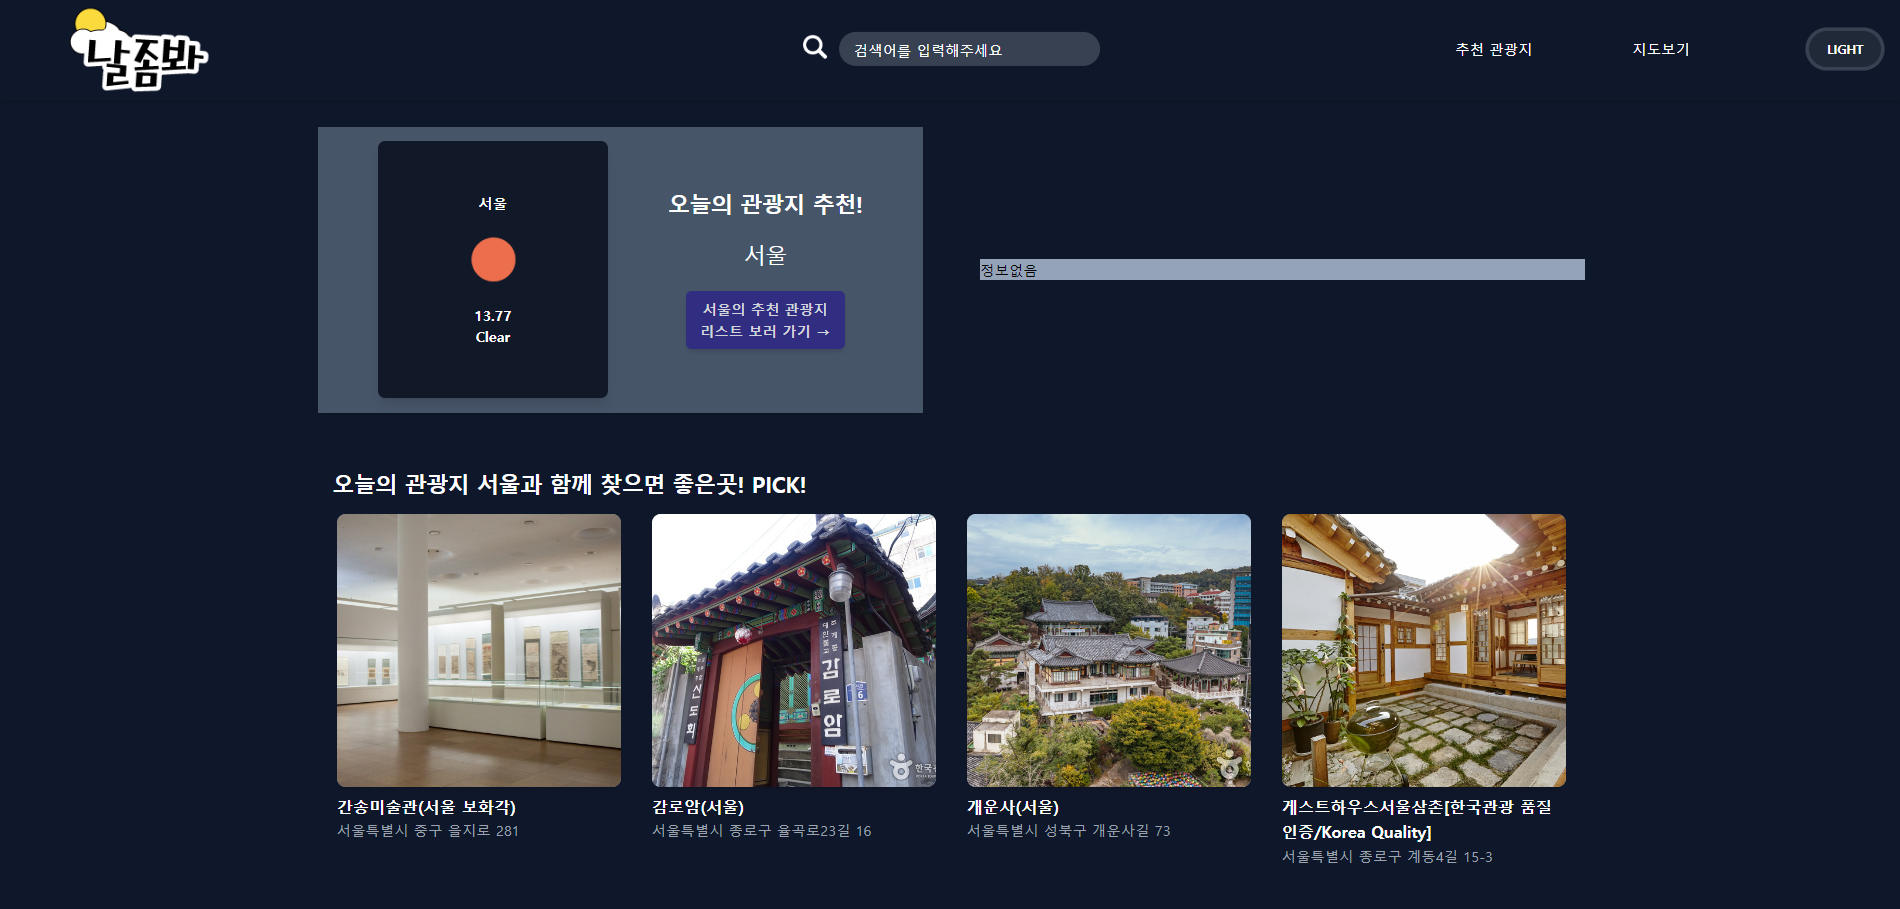 날좀봐
검색어를 입력해주세요
추천 관광지
지도보기
LIGHT
서울
13.77
Clear
오늘의 관광지 추천!
서울
서울의 추천 관광지
리스트 보러 가기 →
정보없음
오늘의 관광지 서울과 함께 찾으면 좋은곳! PICK!
감로암
신도회
6
간송미술관(서울 보화각)
서울특별시 중구 을지로 281
감로암(서울)
서울특별시 종로구 율곡로23길 16
개운사(서울)
서울특별시 성북구 개운사길 73
게스트하우스서울삼촌[한국관광 품질
인증/Korea Quality]
서울특별시 종로구 계동4길 15-3